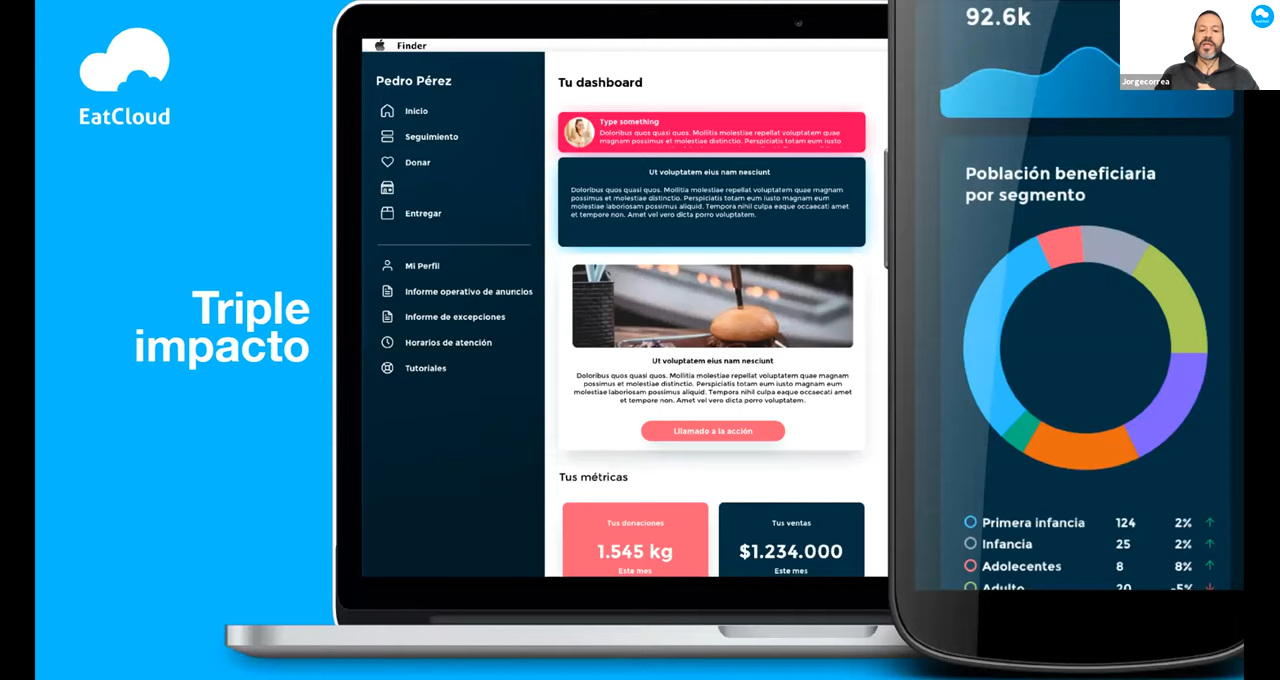 EatCloud
Triple
impacto
Finder
Pedro Pérez
Inicio
Seguimiento
Donar
Entregar
Mi Perfil
Informe operativo de anuncios
Informe de excepciones
Horarios de atención
Tutoriales
Tu dashboard
Type something
Doloribus quos quasi quos. Mollitia molestiae repellat voluptatem quae
magnam possimus et molestiae distinctio. Perspiciatis totam eum iusto
Ut voluptatem eius nam nesciunt
Doloribus quos quasi quos. Mollitia molestiae repellat voluptatem quae magnam
possimus et molestiae distinctio. Perspiciatis totam eum iusto magnam repellat
molestiae laboriosam possimus aliquid. Tempora nihil culpa eaque occaecati amet
et tempore non. Amet vel vero dicta porro voluptatem.
Ut voluptatem eius nam nesciunt
Doloribus quos quasi quos. Mollitia molestiae repellat voluptatem quae magnam
possimus et molestiae distinctio. Perspiciatis totam eum iusto magnam repellat
molestiae laboriosam possimus aliquid. Tempora nihil culpa eaque occaecati amet
et tempore non. Amet vel vero dicta porro voluptatem.
Llamado a la acción
Tus métricas
Tus donaciones
1.545 kg
Este mes
Tus ventas
$1.234.000
Este mes
92.6k
Población beneficiaria
por segmento
Primera infancia 124 2%
Infancia 25 2%
Adolecentes 8 8%
Adulto 20 -5%
Jorgecorrea